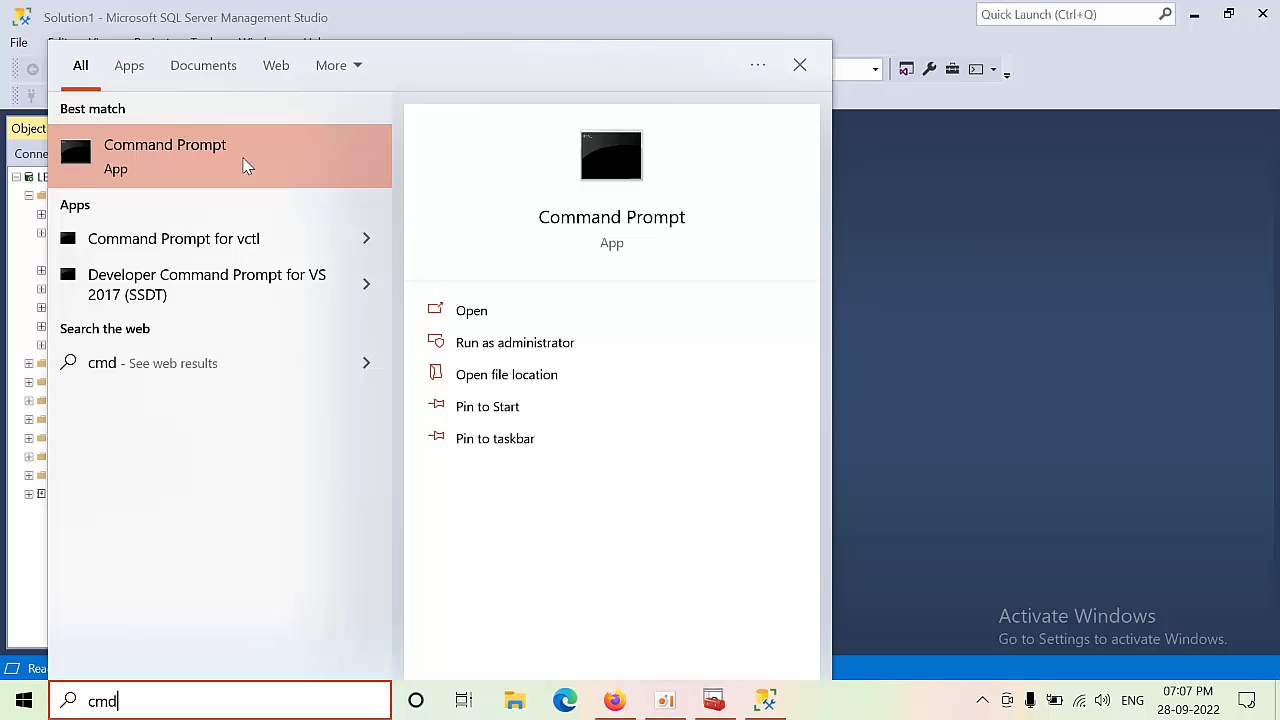 Solution1 - Microsoft SQL Server Management Studio
Quick Launch (Ctrl+Q)
File
All
Apps
Documents
Web
More
Best match
Object
Command Prompt
App
Conne
Apps
Command Prompt for vctl
Developer Command Prompt for VS
2017 (SSDT)
Search the web
cmd - See web results
Command Prompt
App
Open
Run as administrator
Open file location
Pin to Start
Pin to taskbar
Activate Windows
Go to Settings to activate Windows.
Rea
cmd
ENG
07:07 PM
28-09-2022